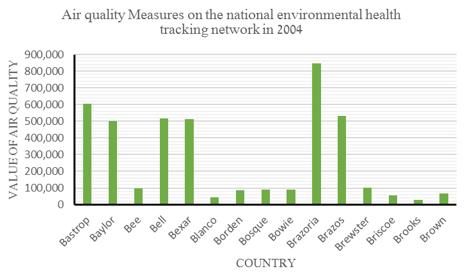 Air quality Measures on the national environmental health
tracking network in 2004
VALUE OF AIR QUALITY
900,000
800,000
700,000
600,000
500,000
400,000
300,000
200,000
100,000
0
Bastrop
Baylor
Bee
Bell
Bexar
Blanco
Borden
Bosque
Bowie
Brazoria
Brazos
Brewster
Briscoe
Brooks
Brown
COUNTRY